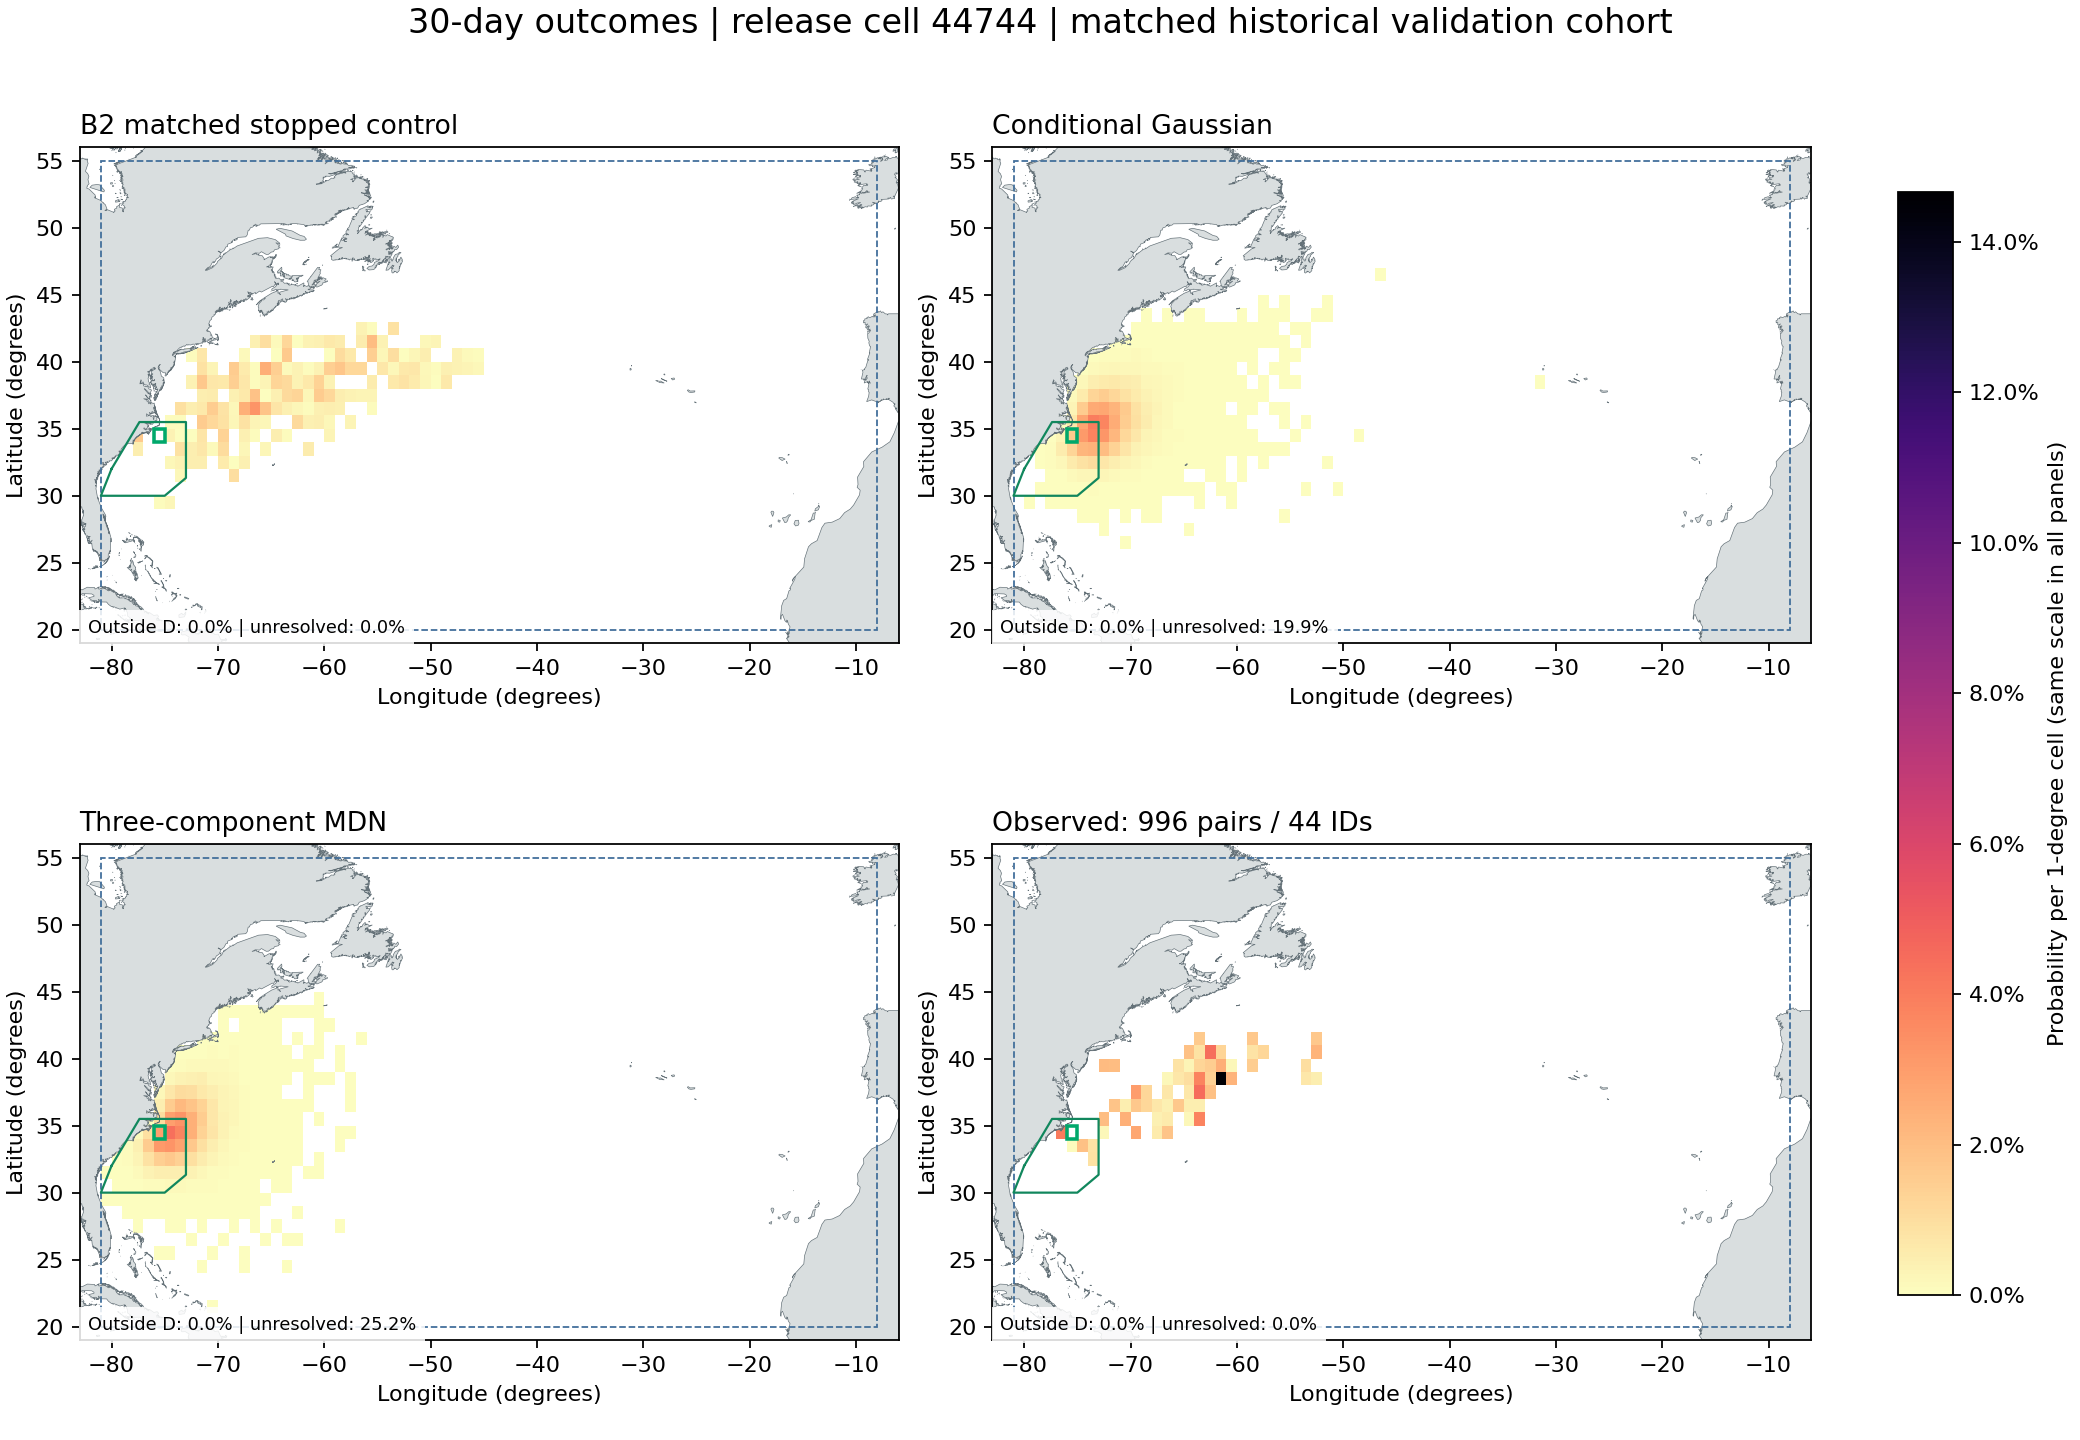 30-day outcomes | release cell 44744 | matched historical validation cohort
B2 matched stopped control
55
50
45
40
35
30
25
20
Latitude (degrees)
Outside D: 0.0% | unresolved: 0.0%
−80 −70 −60 −50 −40 −30 −20 −10
Longitude (degrees)
Conditional Gaussian
55
50
45
40
35
30
25
20
Latitude (degrees)
Outside D: 0.0% | unresolved: 19.9%
−80 −70 −60 −50 −40 −30 −20 −10
Longitude (degrees)
Three-component MDN
55
50
45
40
35
30
25
20
Latitude (degrees)
Outside D: 0.0% | unresolved: 25.2%
−80 −70 −60 −50 −40 −30 −20 −10
Longitude (degrees)
Observed: 996 pairs / 44 IDs
55
50
45
40
35
30
25
20
Latitude (degrees)
Outside D: 0.0% | unresolved: 0.0%
−80 −70 −60 −50 −40 −30 −20 −10
Longitude (degrees)
14.0%
12.0%
10.0%
8.0%
6.0%
4.0%
2.0%
0.0%
Probability per 1-degree cell (same scale in all panels)